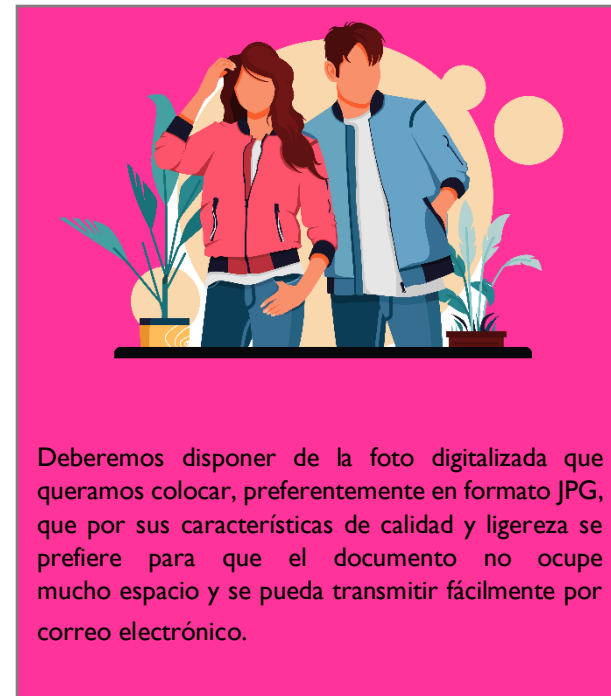 Deberemos disponer de la foto digitalizada que
queramos colocar, preferentemente en formato JPG,
que por sus características de calidad y ligereza se
prefiere para que el documento no ocupe
mucho espacio y se pueda transmitir fácilmente por
correo electrónico.